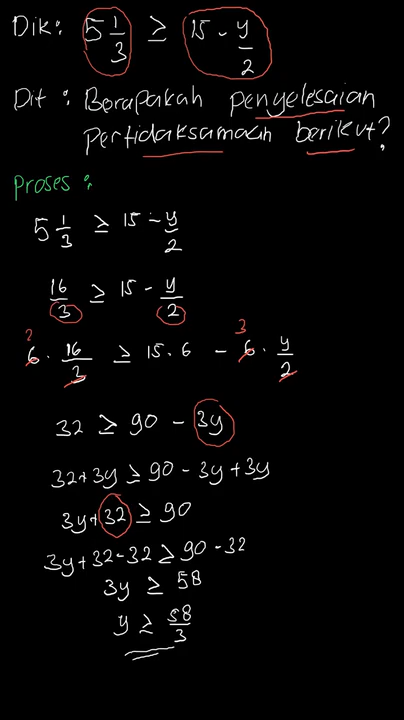 Dik: 5 1/3 ≥ 15 - y/2
Dit : Berapakah penyelesaian
pertidaksamaan berikut?
Proses :
5 1/3 ≥ 15 - y/2
16/3 ≥ 15 - y/2
2 3
6 · 16/3 ≥ 15 · 6 - 6 · y/2
32 ≥ 90 - 3y
32 + 3y ≥ 90 - 3y + 3y
3y + 32 ≥ 90
3y + 32 - 32 ≥ 90 - 32
3y ≥ 58
y ≥ 58/3